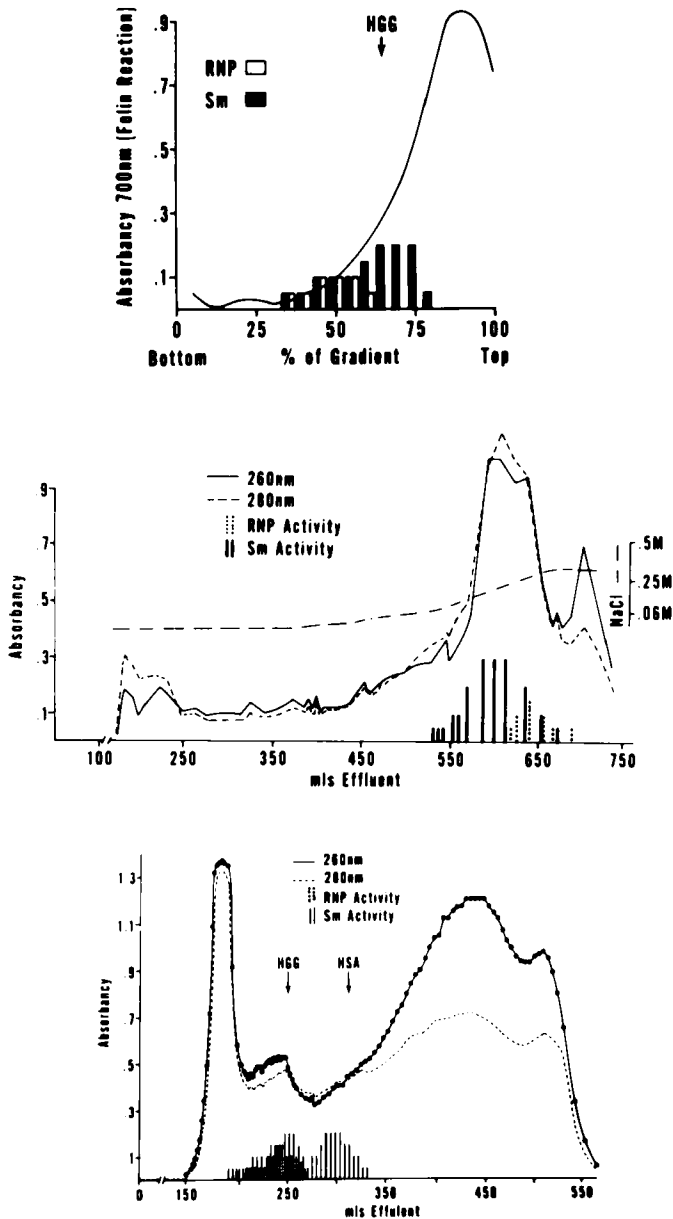 HGG
RNP
Sm
Absorbancy 700nm (Folin Reaction)
.9
.7
.5
.3
.1
0 25 50 75 100
Bottom % of Gradient Top
260nm
280nm
RNP Activity
Sm Activity
Absorbancy
.9
.7
.5
.3
.1
NaCl
.5M
.25M
.06M
100 250 350 450 550 650 750
mls Effluent
260nm
280nm
RNP Activity
Sm Activity
HGG HSA
Absorbancy
1.3
1.1
.9
.7
.5
.3
.1
0 150 250 350 450 550
mls Effulent